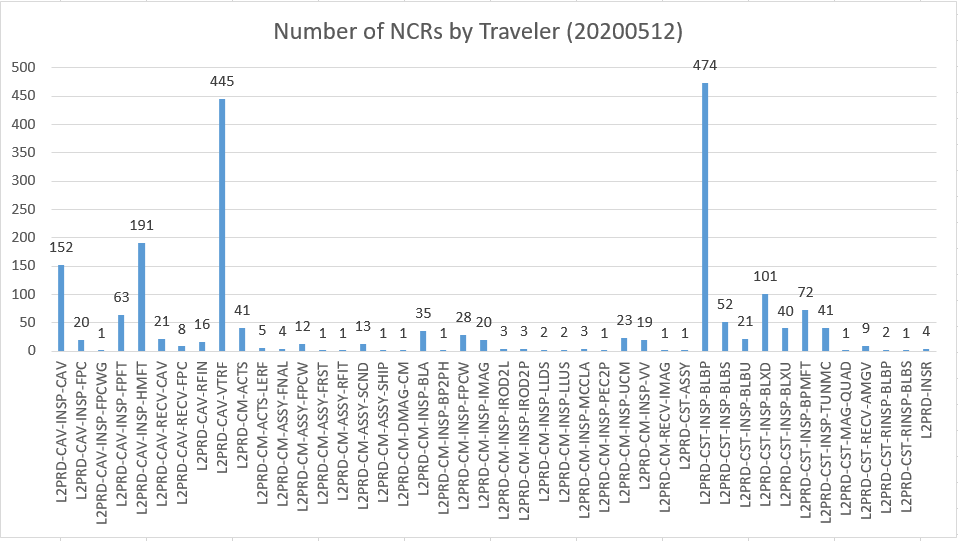 Number of NCRs by Traveler (20200512)
500
450
400
350
300
250
200
150
100
50
0
152
20
1
63
191
21
8
16
445
41
5
4
12
1
1
13
1
1
35
1
28
20
3
3
2
2
3
1
23
19
1
1
474
52
21
101
40
72
41
1
9
2
1
4
L2PRD-CAV-INSP-CAV
L2PRD-CAV-INSP-FPC
L2PRD-CAV-INSP-FPCWG
L2PRD-CAV-INSP-FPFT
L2PRD-CAV-INSP-HMFT
L2PRD-CAV-RECV-CAV
L2PRD-CAV-RECV-FPC
L2PRD-CAV-RFIN
L2PRD-CAV-VTRF
L2PRD-CM-ACTS
L2PRD-CM-ACTS-LERF
L2PRD-CM-ASSY-FNAL
L2PRD-CM-ASSY-FPCW
L2PRD-CM-ASSY-FRST
L2PRD-CM-ASSY-RFIT
L2PRD-CM-ASSY-SCND
L2PRD-CM-ASSY-SHIP
L2PRD-CM-DMAG-CM
L2PRD-CM-INSP-BLA
L2PRD-CM-INSP-BP2PH
L2PRD-CM-INSP-FPCW
L2PRD-CM-INSP-IMAG
L2PRD-CM-INSP-IROD2L
L2PRD-CM-INSP-IROD2P
L2PRD-CM-INSP-LLDS
L2PRD-CM-INSP-LLUS
L2PRD-CM-INSP-MCCLA
L2PRD-CM-INSP-PEC2P
L2PRD-CM-INSP-UCM
L2PRD-CM-INSP-VV
L2PRD-CM-RECV-IMAG
L2PRD-CST-ASSY
L2PRD-CST-INSP-BLBP
L2PRD-CST-INSP-BLBS
L2PRD-CST-INSP-BLBU
L2PRD-CST-INSP-BLXD
L2PRD-CST-INSP-BLXU
L2PRD-CST-INSP-BPMFT
L2PRD-CST-INSP-TUNMC
L2PRD-CST-MAG-QUAD
L2PRD-CST-RECV-AMGV
L2PRD-CST-RINSP-BLBP
L2PRD-CST-RINSP-BLBS
L2PRD-INSR